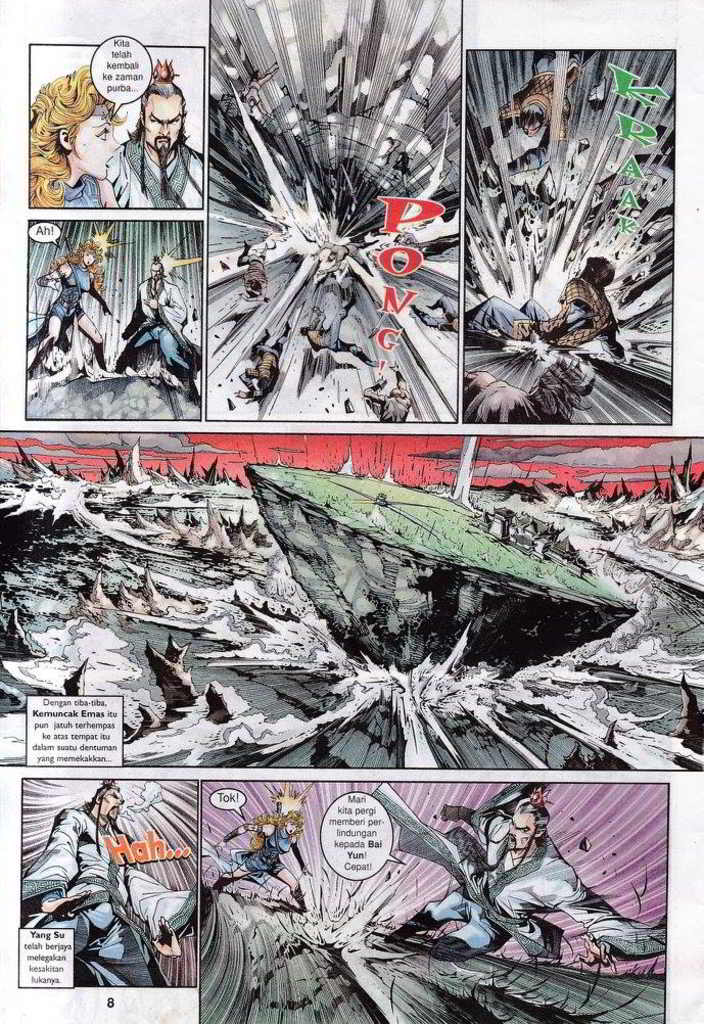 Kita
telah
kembali
ke zaman
purba...
Ah!
PONG!
KRAAK
Dengan tiba-tiba,
Kemuncak Emas itu
pun jatuh terhempas
ke atas tempat itu
dalam suatu dentuman
yang memekakkan...
Hah...
Yang Su
telah berjaya
melegakan
kesakitan
lukanya.
Tok!
Mari
kita pergi
memberi per-
lindungan
kepada Bai
Yun!
Cepat!
8